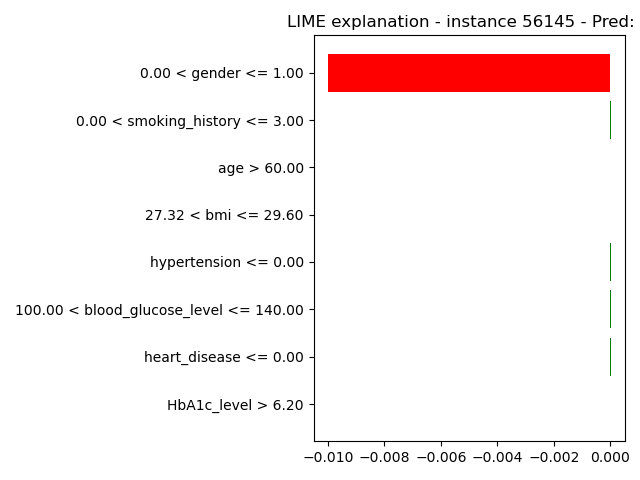 LIME explanation - instance 56145 - Pred:
0.00 < gender <= 1.00
0.00 < smoking_history <= 3.00
age > 60.00
27.32 < bmi <= 29.60
hypertension <= 0.00
100.00 < blood_glucose_level <= 140.00
heart_disease <= 0.00
HbA1c_level > 6.20
−0.010 −0.008 −0.006 −0.004 −0.002 0.000